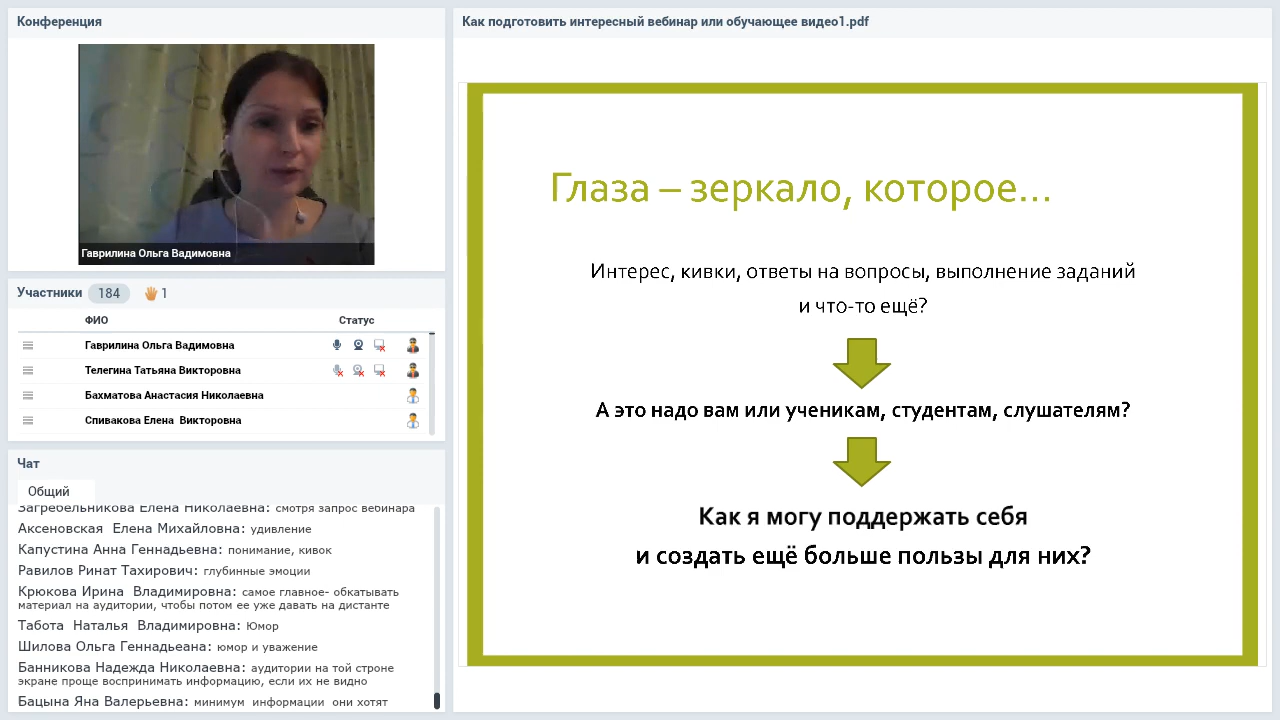 Конференция
Гаврилина Ольга Вадимовна
Участники 184 1
ФИО Статус
Гаврилина Ольга Вадимовна
Телегина Татьяна Викторовна
Бахматова Анастасия Николаевна
Спивакова Елена Викторовна
Чат
Общий
Загребельникова Елена Николаевна: смотря запрос вебинара
Аксеновская Елена Михайловна: удивление
Капустина Анна Геннадьевна: понимание, кивок
Равилов Ринат Тахирович: глубинные эмоции
Крюкова Ирина Владимировна: самое главное- обкатывать
материал на аудитории, чтобы потом ее уже давать на дистанте
Табота Наталья Владимировна: Юмор
Шилова Ольга Геннадьеана: юмор и уважение
Банникова Надежда Николаевна: аудитории на той строне
экране проще воспринимать информацию, если их не видно
Бацына Яна Валерьевна: минимум информации они хотят
Как подготовить интересный вебинар или обучающее видео1.pdf
Глаза – зеркало, которое...
Интерес, кивки, ответы на вопросы, выполнение заданий
и что-то ещё?
А это надо вам или ученикам, студентам, слушателям?
Как я могу поддержать себя
и создать ещё больше пользы для них?